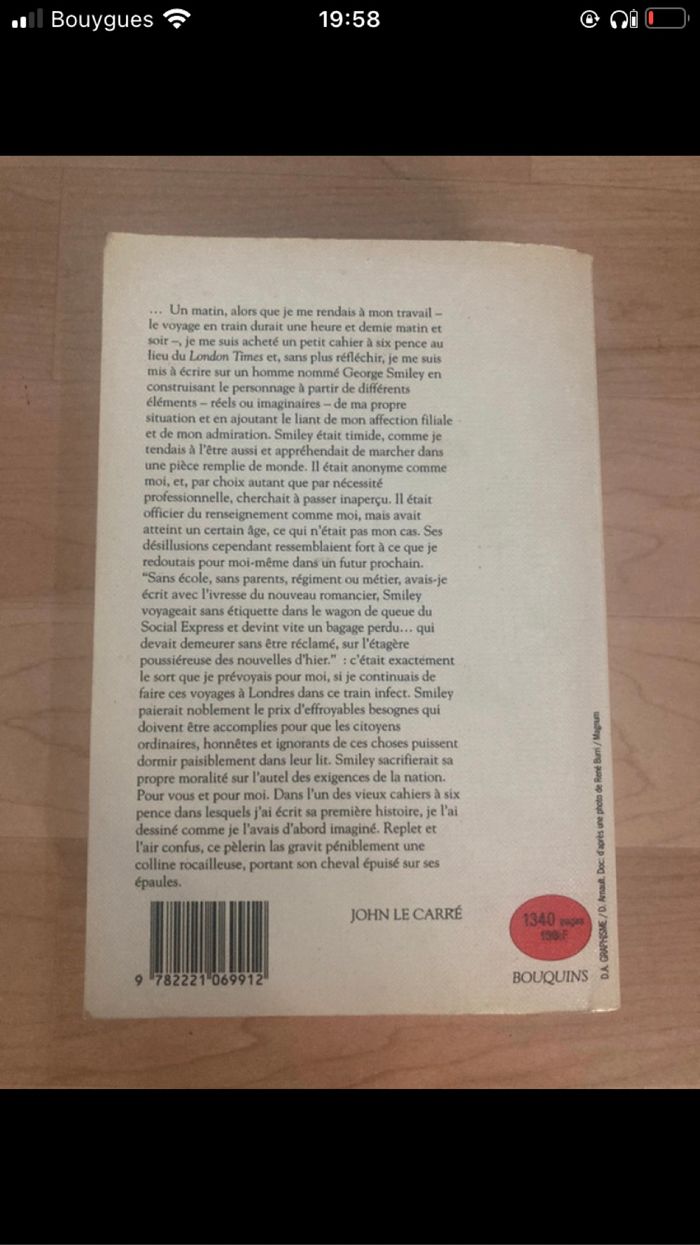 Bouygues 19:58
... Un matin, alors que je me rendais à mon travail –
le voyage en train durait une heure et demie matin et
soir –, je me suis acheté un petit cahier à six pence au
lieu du London Times et, sans plus réfléchir, je me suis
mis à écrire sur un homme nommé George Smiley en
construisant le personnage à partir de différents
éléments – réels ou imaginaires – de ma propre
situation et en ajoutant le liant de mon affection filiale
et de mon admiration. Smiley était timide, comme je
tendais à l'être aussi et appréhendait de marcher dans
une pièce remplie de monde. Il était anonyme comme
moi, et, par choix autant que par nécessité
professionnelle, cherchait à passer inaperçu. Il était
officier du renseignement comme moi, mais avait
atteint un certain âge, ce qui n'était pas mon cas. Ses
désillusions cependant ressemblaient fort à ce que je
redoutais pour moi-même dans un futur prochain.
"Sans école, sans parents, régiment ou métier, avais-je
écrit avec l'ivresse du nouveau romancier, Smiley
voyageait sans étiquette dans le wagon de queue du
Social Express et devint vite un bagage perdu... qui
devait demeurer sans être réclamé, sur l'étagère
poussiéreuse des nouvelles d'hier." : c'était exactement
le sort que je prévoyais pour moi, si je continuais de
faire ces voyages à Londres dans ce train infect. Smiley
paierait noblement le prix d'effroyables besognes qui
doivent être accomplies pour que les citoyens
ordinaires, honnêtes et ignorants de ces choses puissent
dormir paisiblement dans leur lit. Smiley sacrifierait sa
propre moralité sur l'autel des exigences de la nation.
Pour vous et pour moi. Dans l'un des vieux cahiers à six
pence dans lesquels j'ai écrit sa première histoire, je l'ai
dessiné comme je l'avais d'abord imaginé. Replet et
l'air confus, ce pèlerin las gravit péniblement une
colline rocailleuse, portant son cheval épuisé sur ses
épaules.
JOHN LE CARRÉ
9 782221 069912
1340 pages
BOUQUINS
D.A. GRAPHISME / D. Arnault. Doc: d'après une photo de René Burri / Magnum